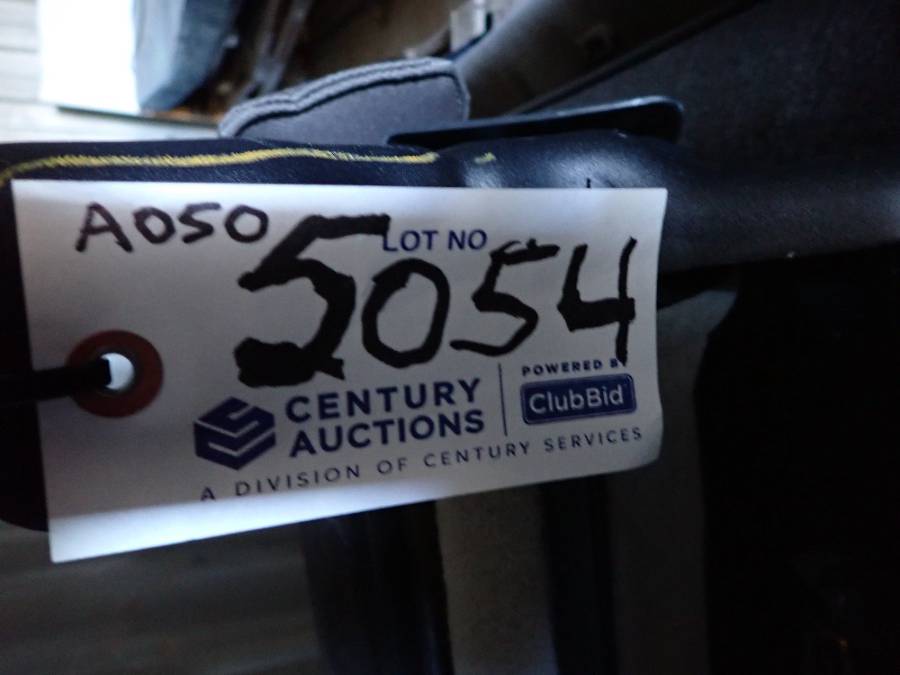 A050
LOT NO
5054
CENTURY
AUCTIONS
POWERED BY
ClubBid
A DIVISION OF CENTURY SERVICES